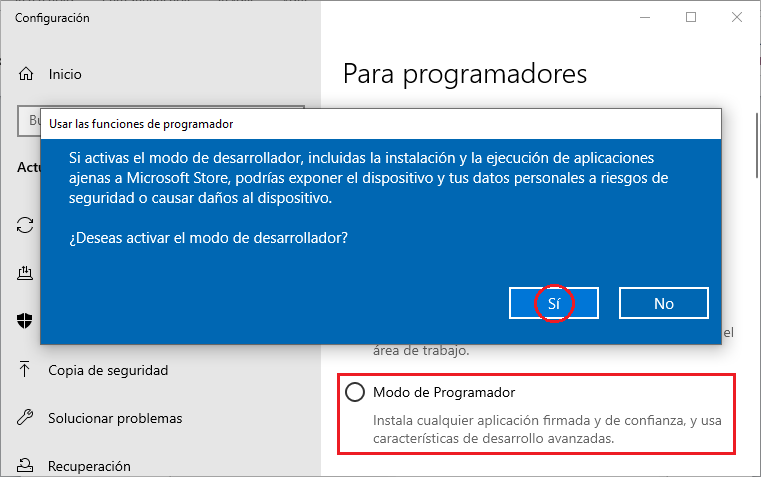 Configuración
Inicio
Para programadores
Usar las funciones de programador
Si activas el modo de desarrollador, incluidas la instalación y la ejecución de aplicaciones
ajenas a Microsoft Store, podrías exponer el dispositivo y tus datos personales a riesgos de
seguridad o causar daños al dispositivo.
¿Deseas activar el modo de desarrollador?
Sí
No
el
área de trabajo.
Copia de seguridad
Modo de Programador
Instala cualquier aplicación firmada y de confianza, y usa
características de desarrollo avanzadas.
Solucionar problemas
Recuperación